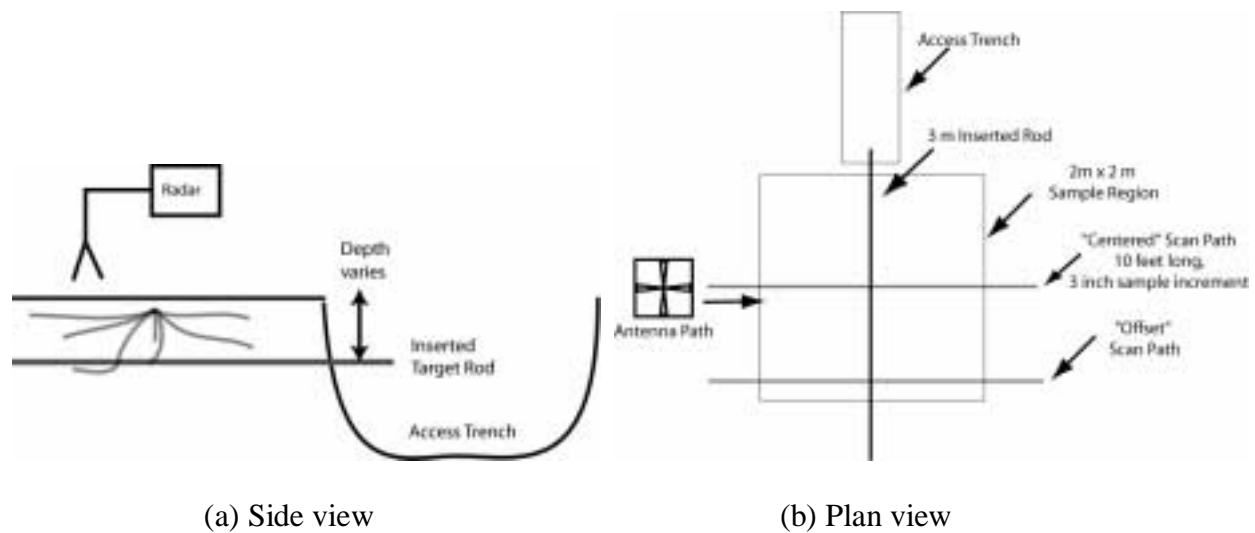 Radar
Depth
varies
Inserted
Target Rod
Access Trench
(a) Side view
Access Trench
3 m Inserted Rod
2m x 2 m
Sample Region
"Centered" Scan Path
10 feet long,
3 inch sample increment
Antenna Path
"Offset"
Scan Path
(b) Plan view